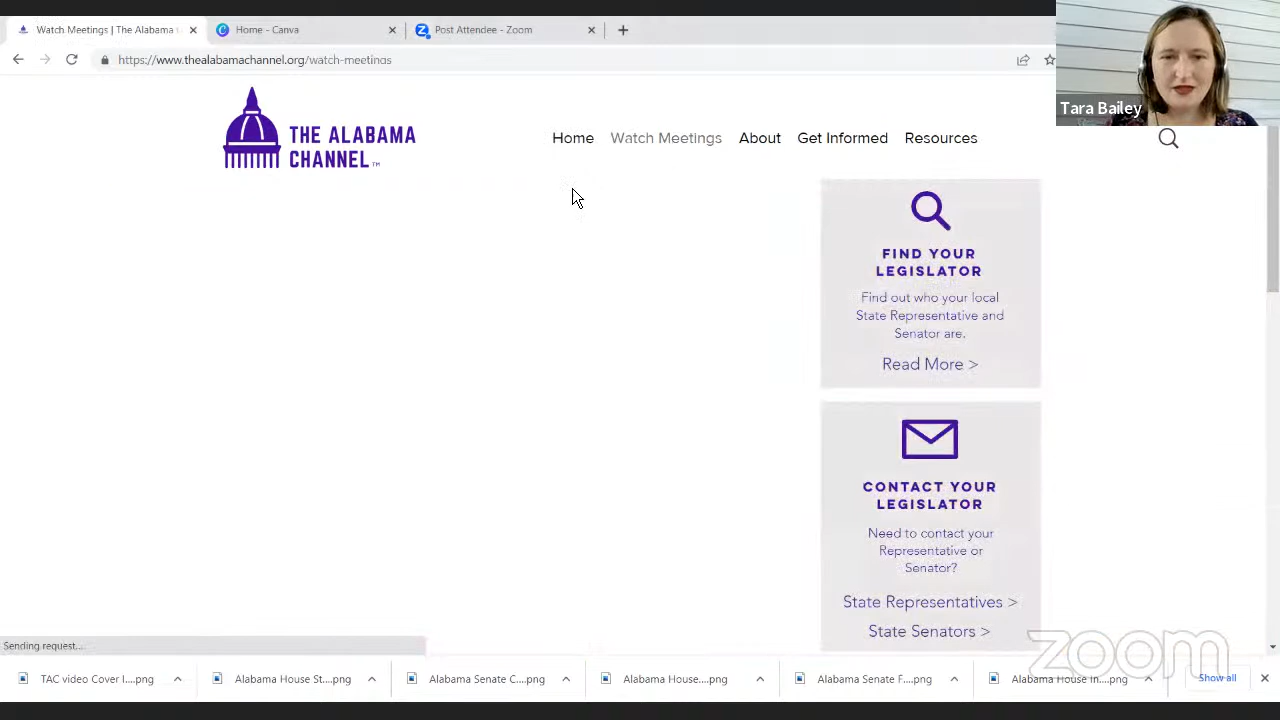 Watch Meetings | The Alabama
Home - Canva
Post Attendee - Zoom
https://www.thealabamachannel.org/watch-meetings
Tara Bailey
THE ALABAMA
CHANNEL™
Home
Watch Meetings
About
Get Informed
Resources
FIND YOUR
LEGISLATOR
Find out who your local
State Representative and
Senator are.
Read More >
CONTACT YOUR
LEGISLATOR
Need to contact your
Representative or
Senator?
State Representatives >
State Senators >
Sending request....
zoom
TAC video Cover I....png
Alabama House St....png
Alabama Senate C....png
Alabama House....png
Alabama Senate F....png
Alabama House In....png
Show all